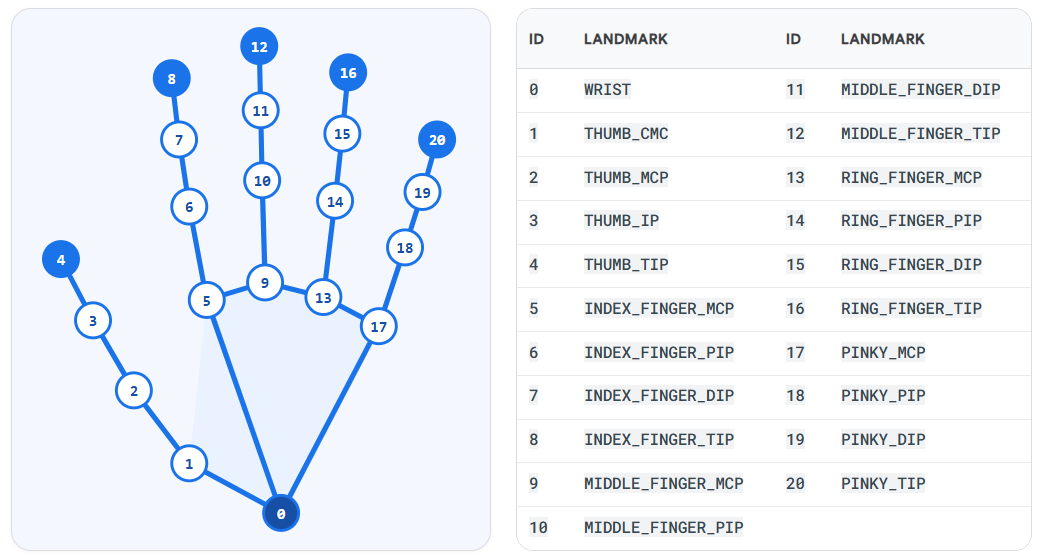 12
16
8
11
15
20
7
10
19
14
6
18
4
9
13
5
3
17
2
1
0
ID LANDMARK ID LANDMARK
0 WRIST 11 MIDDLE_FINGER_DIP
1 THUMB_CMC 12 MIDDLE_FINGER_TIP
2 THUMB_MCP 13 RING_FINGER_MCP
3 THUMB_IP 14 RING_FINGER_PIP
4 THUMB_TIP 15 RING_FINGER_DIP
5 INDEX_FINGER_MCP 16 RING_FINGER_TIP
6 INDEX_FINGER_PIP 17 PINKY_MCP
7 INDEX_FINGER_DIP 18 PINKY_PIP
8 INDEX_FINGER_TIP 19 PINKY_DIP
9 MIDDLE_FINGER_MCP 20 PINKY_TIP
10 MIDDLE_FINGER_PIP